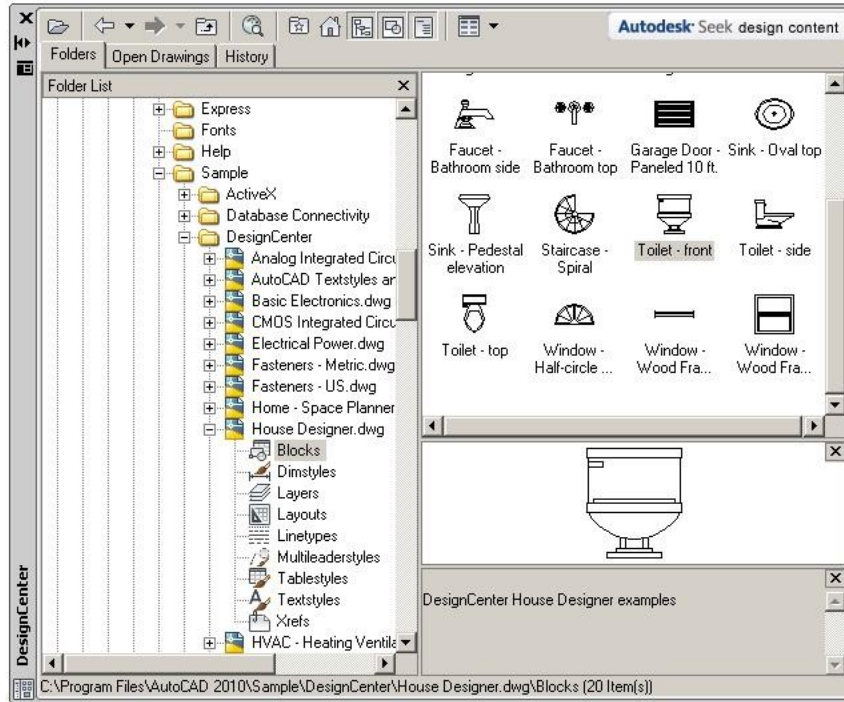 Autodesk® Seek design content
Folders
Open Drawings
History
Folder List
Express
Fonts
Help
Sample
ActiveX
Database Connectivity
DesignCenter
Analog Integrated Circu
AutoCAD Textstyles an
Basic Electronics.dwg
CMOS Integrated Circu
Electrical Power.dwg
Fasteners - Metric.dwg
Fasteners - US.dwg
Home - Space Planner
House Designer.dwg
Blocks
Dimstyles
Layers
Layouts
Linetypes
Multileaderstyles
Tablestyles
Textstyles
Xrefs
HVAC - Heating Ventila
Faucet -
Bathroom side
Faucet -
Bathroom top
Garage Door -
Paneled 10 ft.
Sink - Oval top
Sink - Pedestal
elevation
Staircase -
Spiral
Toilet - front
Toilet - side
Toilet - top
Window -
Half-circle ...
Window -
Wood Fra...
Window -
Wood Fra...
DesignCenter House Designer examples
DesignCenter
C:\Program Files\AutoCAD 2010\Sample\DesignCenter\House Designer.dwg\Blocks (20 Item(s))